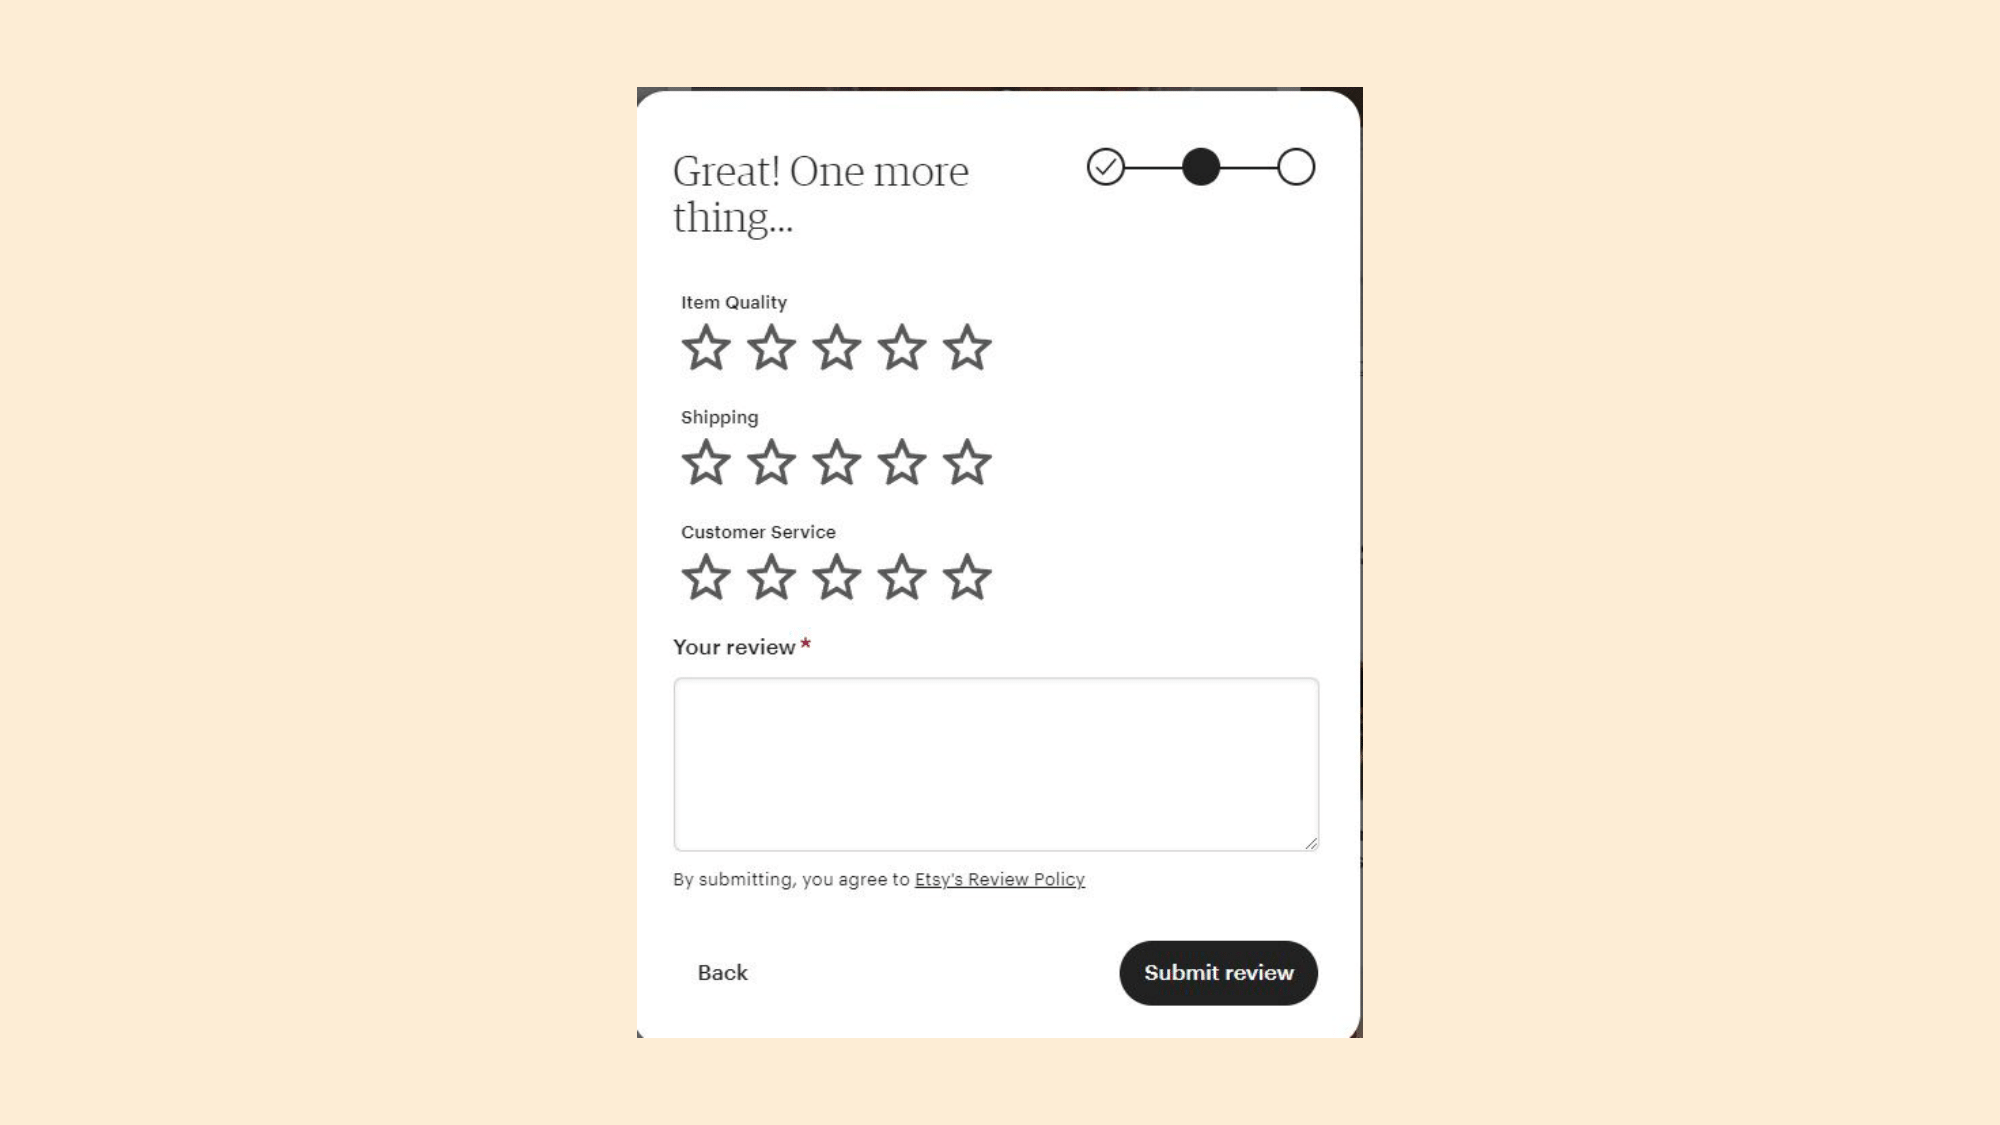 Great! One more
thing...
Item Quality
Shipping
Customer Service
Your review*
By submitting, you agree to Etsy's Review Policy
Back
Submit review